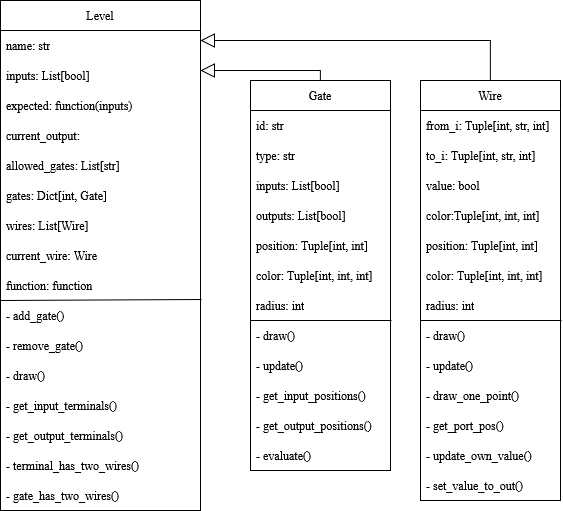 Level
name: str
inputs: List[bool]
expected: function(inputs)
current_output:
allowed_gates: List[str]
gates: Dict[int, Gate]
wires: List[Wire]
current_wire: Wire
function: function
- add_gate()
- remove_gate()
- draw()
- get_input_terminals()
- get_output_terminals()
- terminal_has_two_wires()
- gate_has_two_wires()
Gate
id: str
type: str
inputs: List[bool]
outputs: List[bool]
position: Tuple[int, int]
color: Tuple[int, int, int]
radius: int
- draw()
- update()
- get_input_positions()
- get_output_positions()
- evaluate()
Wire
from_i: Tuple[int, str, int]
to_i: Tuple[int, str, int]
value: bool
color:Tuple[int, int, int]
position: Tuple[int, int]
color: Tuple[int, int, int]
radius: int
- draw()
- update()
- draw_one_point()
- get_port_pos()
- update_own_value()
- set_value_to_out()